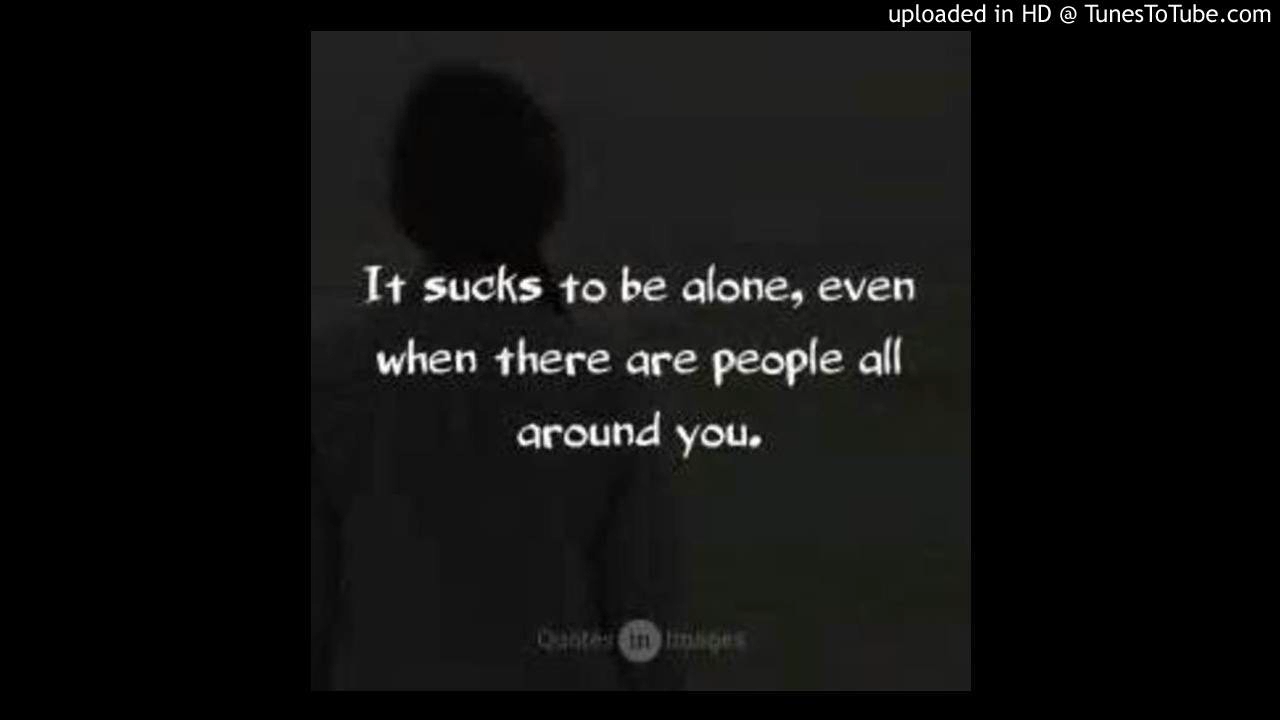 uploaded in HD @ TunesToTube.com
It sucks to be alone, even
when there are people all
around you.
Quotes in Images